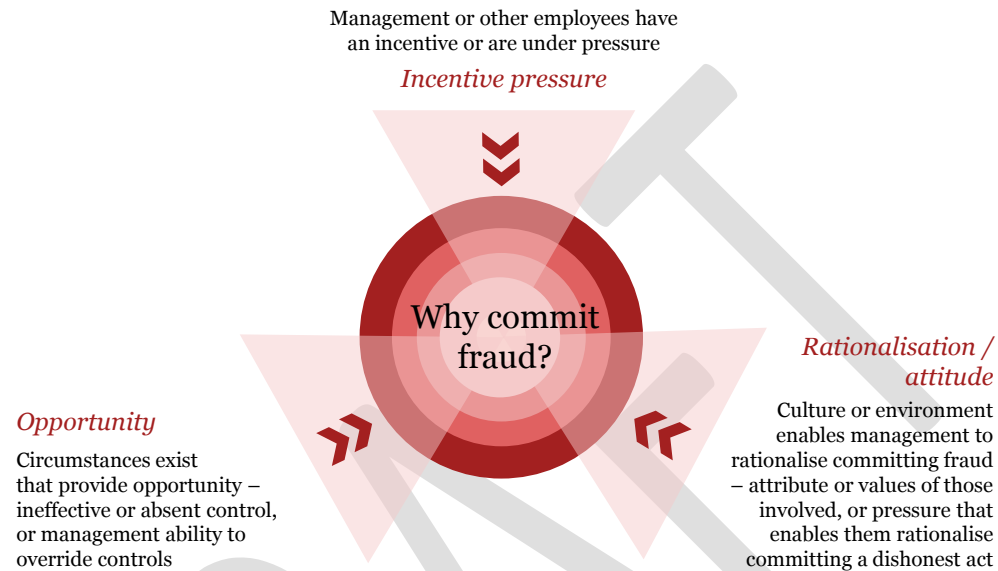 Management or other employees have
an incentive or are under pressure
Incentive pressure
Why commit
fraud?
Opportunity
Circumstances exist
that provide opportunity –
ineffective or absent control,
or management ability to
override controls
Rationalisation /
attitude
Culture or environment
enables management to
rationalise committing fraud
– attribute or values of those
involved, or pressure that
enables them rationalise
committing a dishonest act